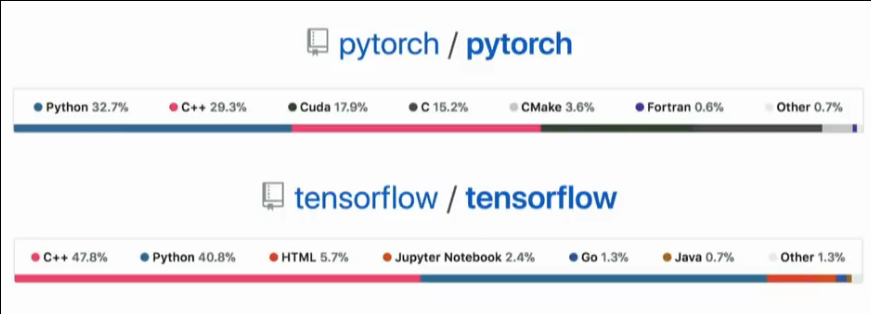 pytorch / pytorch
Python 32.7% C++ 29.3% Cuda 17.9% C 15.2% CMake 3.6% Fortran 0.6% Other 0.7%
tensorflow / tensorflow
C++ 47.8% Python 40.8% HTML 5.7% Jupyter Notebook 2.4% Go 1.3% Java 0.7% Other 1.3%